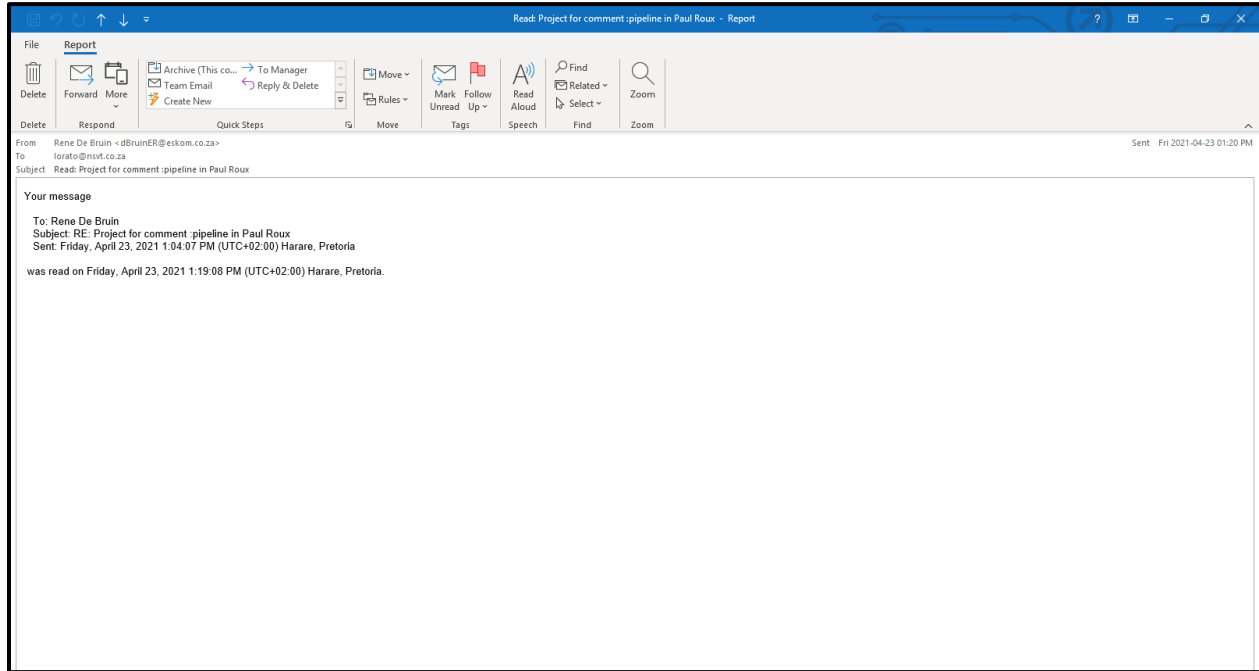 Read: Project for comment :pipeline in Paul Roux - Report
?
File Report
Delete
Forward
More
Archive (This co...
To Manager
Team Email
Reply & Delete
Create New
Move
Rules
Mark Unread
Follow Up
Read Aloud
Find
Related
Select
Zoom
Delete Respond Quick Steps Move Tags Speech Find Zoom
From Rene De Bruin <dBruinER@eskom.co.za> Sent Fri 2021-04-23 01:20 PM
To lorato@nsvt.co.za
Subject Read: Project for comment :pipeline in Paul Roux
Your message
To: Rene De Bruin
Subject: RE: Project for comment :pipeline in Paul Roux
Sent: Friday, April 23, 2021 1:04:07 PM (UTC+02:00) Harare, Pretoria
was read on Friday, April 23, 2021 1:19:08 PM (UTC+02:00) Harare, Pretoria.